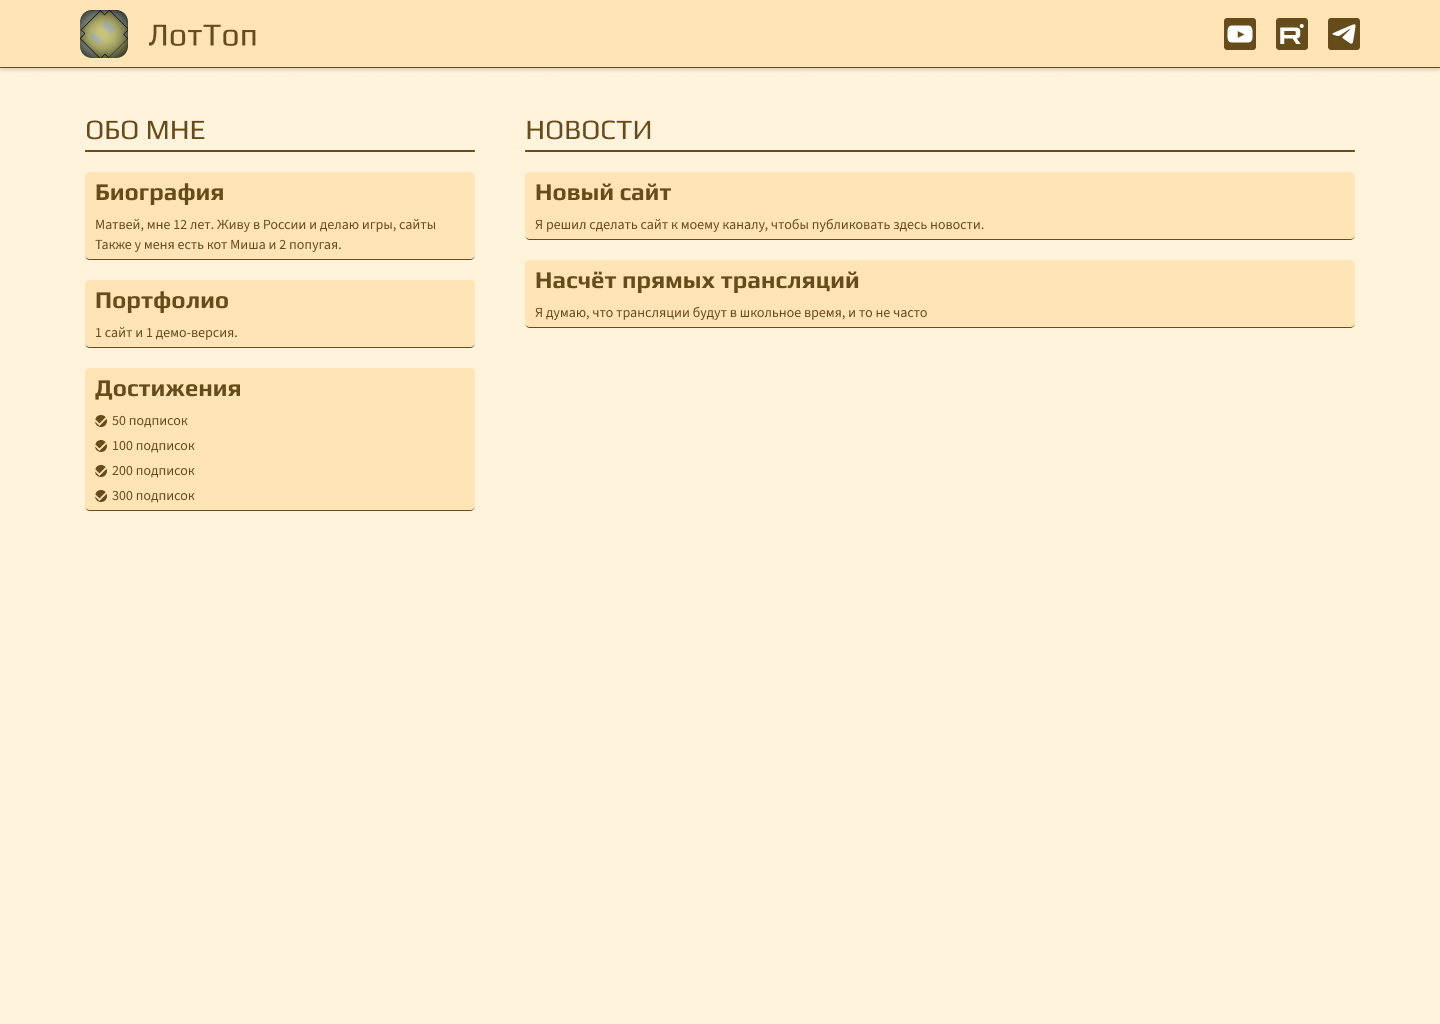 ЛотТоп
ОБО МНЕ
Биография
Матвей, мне 12 лет. Живу в России и делаю игры, сайты
Также у меня есть кот Миша и 2 попугая.
Портфолио
1 сайт и 1 демо-версия.
Достижения
50 подписок
100 подписок
200 подписок
300 подписок
НОВОСТИ
Новый сайт
Я решил сделать сайт к моему каналу, чтобы публиковать здесь новости.
Насчёт прямых трансляций
Я думаю, что трансляции будут в школьное время, и то не часто